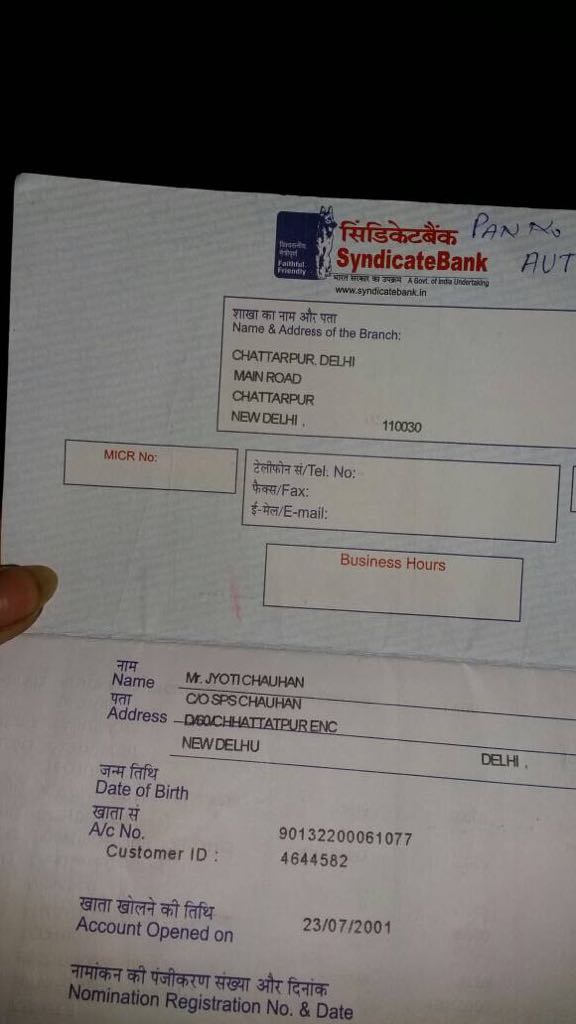 विश्वसनीय
मैत्रीपूर्ण
Faithful.
Friendly
सिंडिकेटबैंक
SyndicateBank
भारत सरकार का उपक्रम A Govt. of India Undertaking
www.syndicatebank.in
PAN No
AUT
शाखा का नाम और पता
Name & Address of the Branch:
CHATTARPUR. DELHI
MAIN ROAD
CHATTARPUR
NEW DELHI , 110030
MICR No:
टेलीफोन सं/Tel. No:
फैक्स/Fax:
ई-मेल/E-mail:
Business Hours
नाम
Name Mr. JYOTI CHAUHAN
पता C/O SPS CHAUHAN
Address D/60/CHHATTATPUR ENC
NEW DELHU DELHI ,
जन्म तिथि
Date of Birth
खाता सं
A/c No. 90132200061077
Customer ID : 4644582
खाता खोलने की तिथि
Account Opened on 23/07/2001
नामांकन की पंजीकरण संख्या और दिनांक
Nomination Registration No. & Date